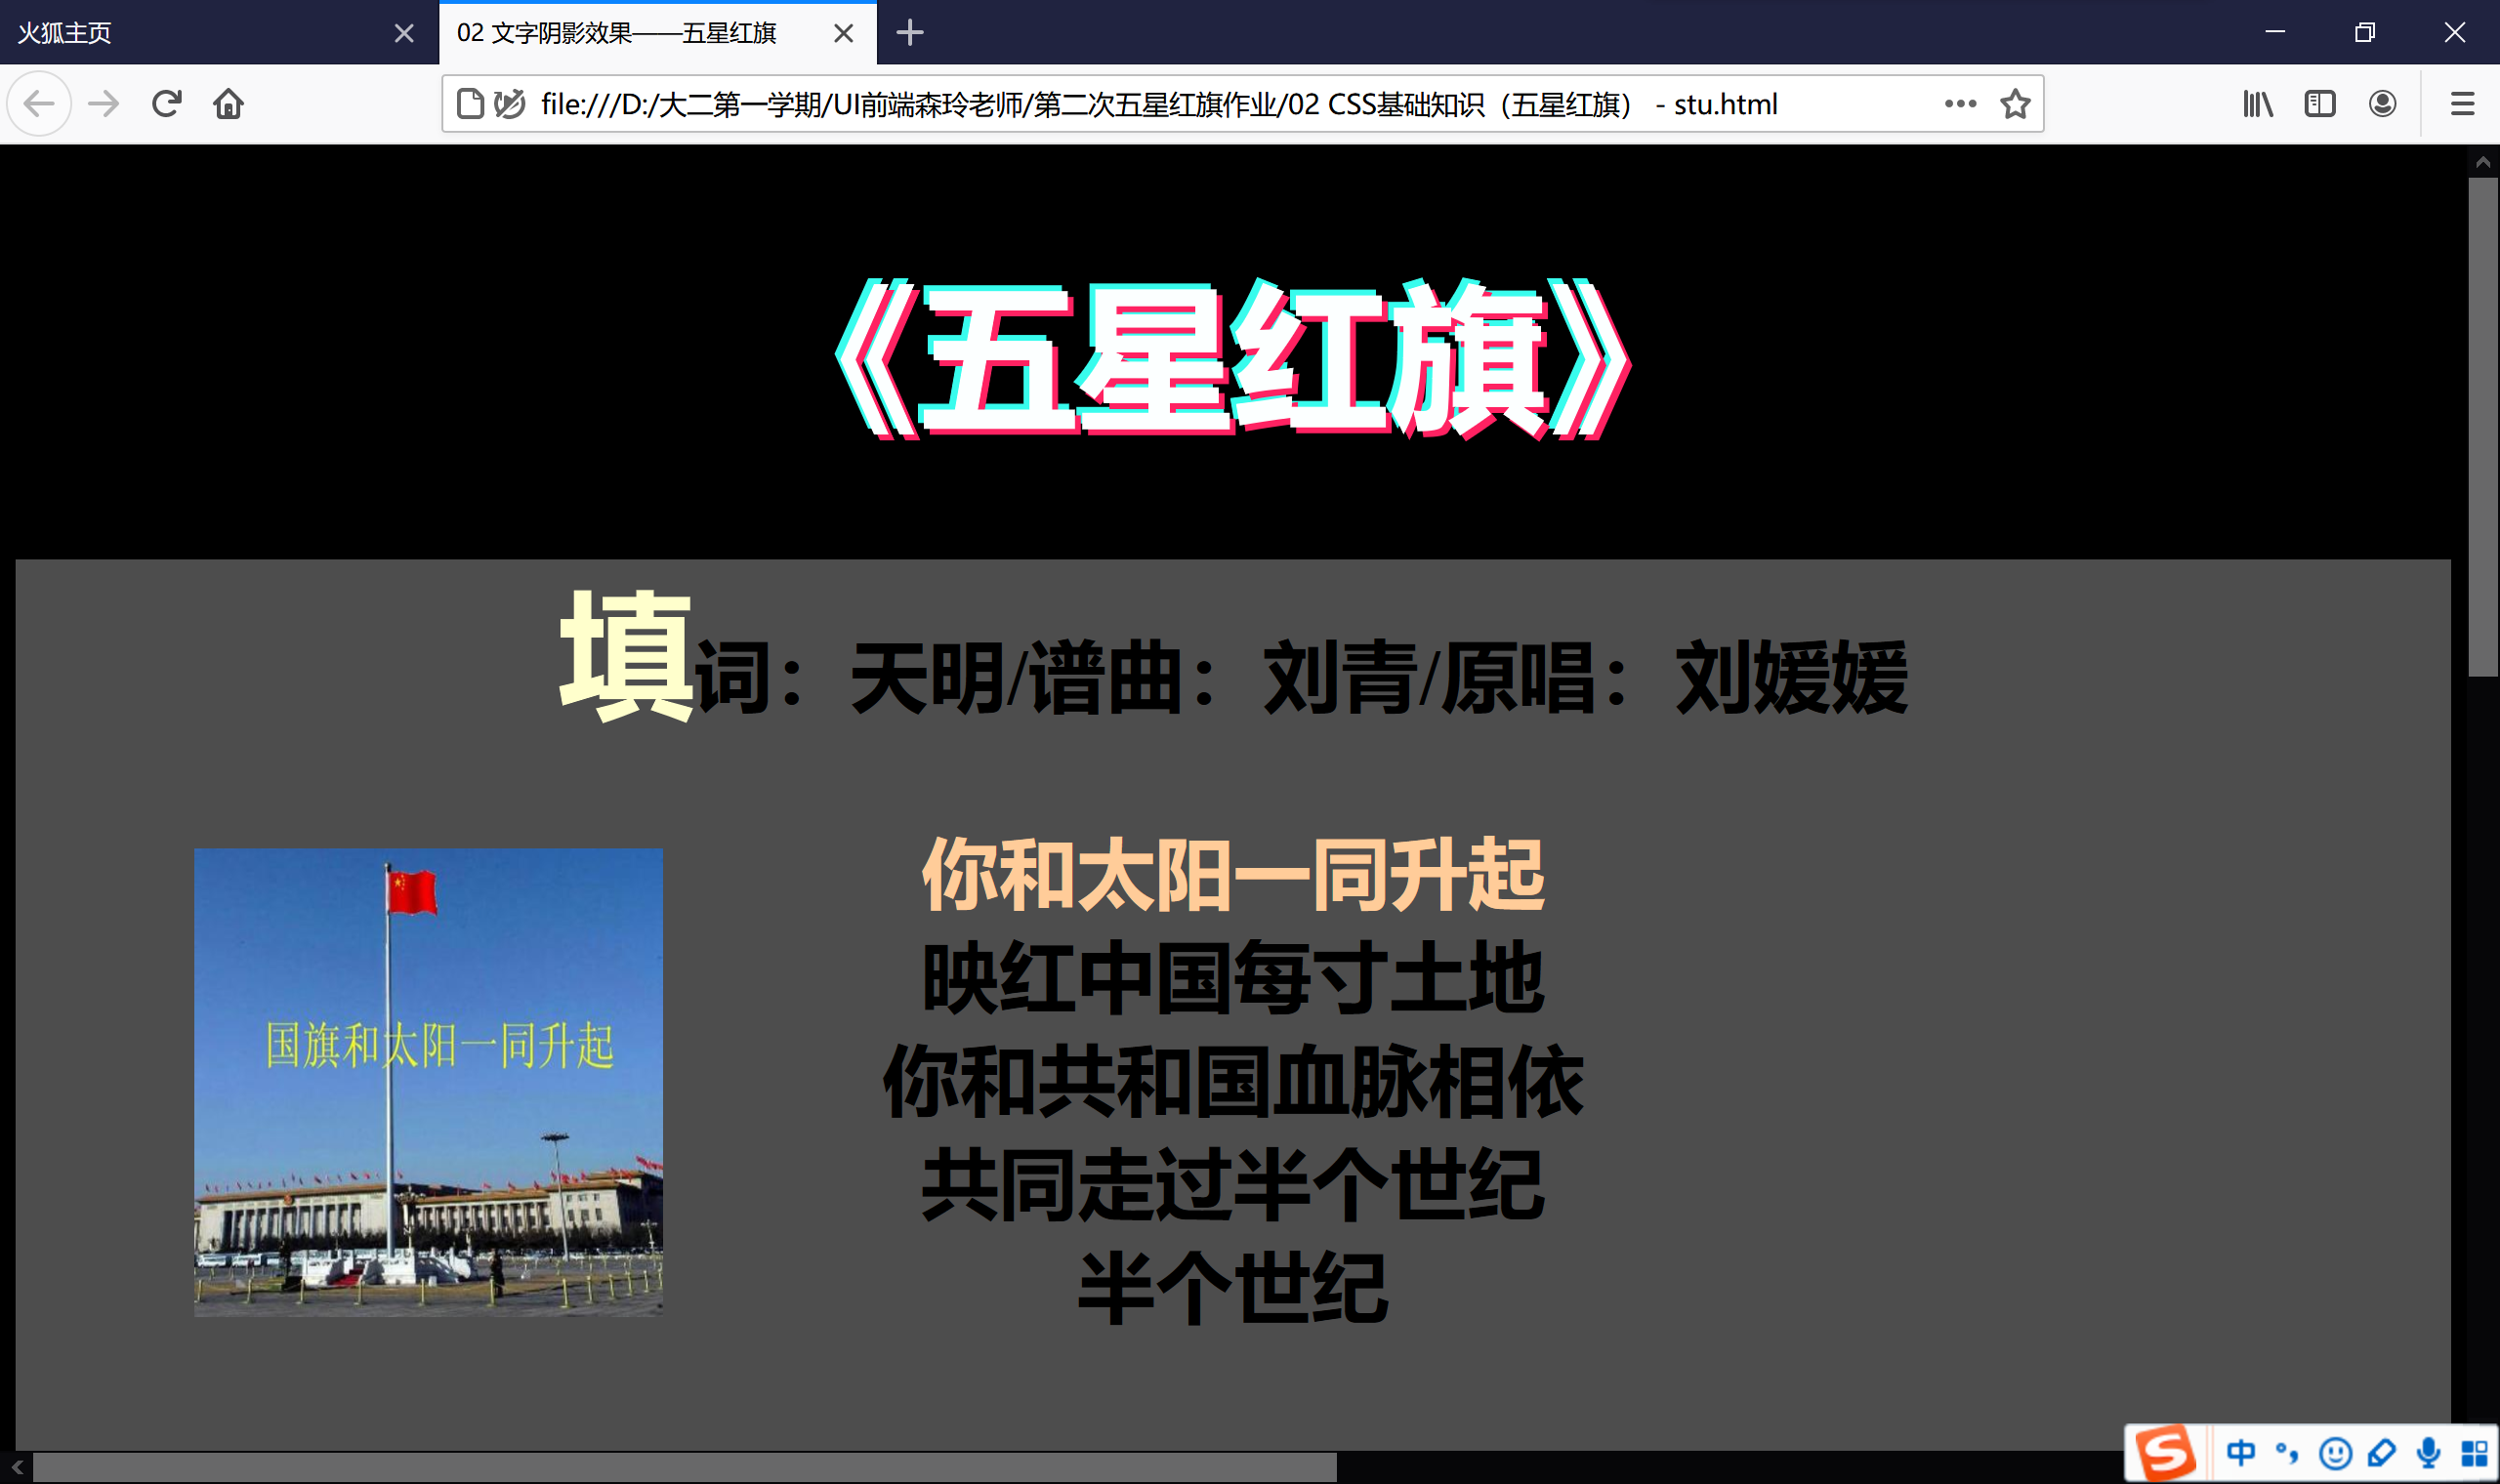 火狐主页
02 文字阴影效果——五星红旗
file:///D:/大二第一学期/UI前端森玲老师/第二次五星红旗作业/02 CSS基础知识（五星红旗） - stu.html
《五星红旗》
填词：天明/谱曲：刘青/原唱：刘媛媛
你和太阳一同升起
映红中国每寸土地
你和共和国血脉相依
共同走过半个世纪
半个世纪
国旗和太阳一同升起
S 中